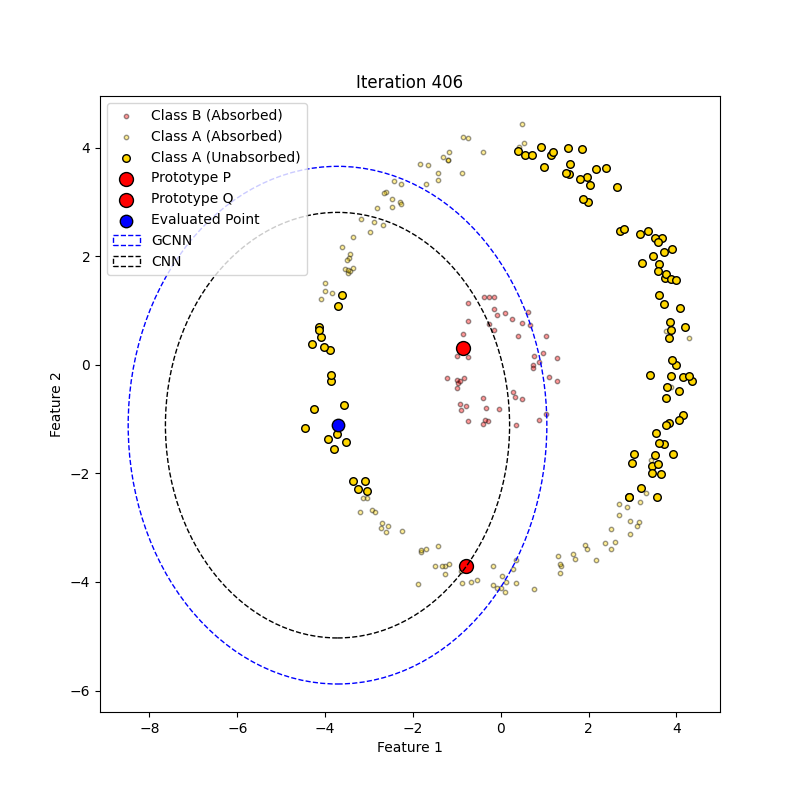 Iteration 406
Class B (Absorbed)
Class A (Absorbed)
Class A (Unabsorbed)
Prototype P
Prototype Q
Evaluated Point
GCNN
CNN
4
2
0
−2
−4
−6
Feature 2
−8
−6
−4
−2
0
2
4
Feature 1